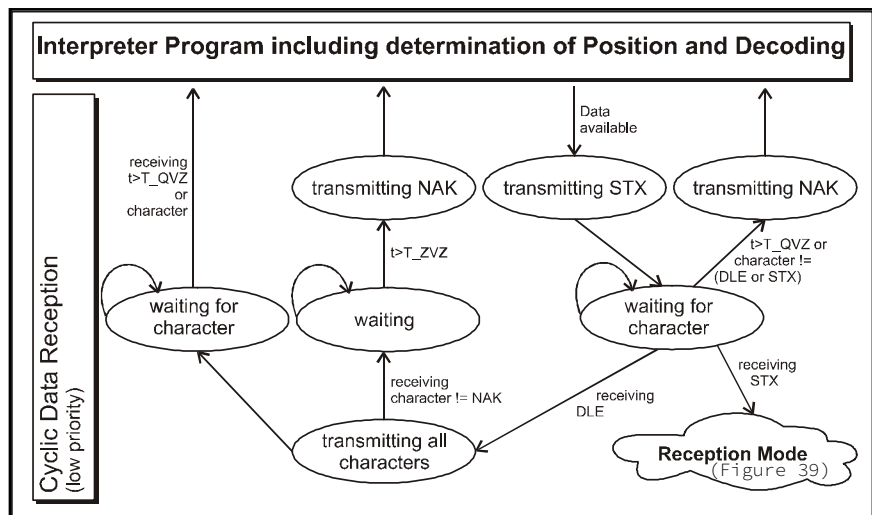 Interpreter Program including determination of Position and Decoding
Cyclic Data Reception
(low priority)
receiving
t>T_QVZ
or
character
Data
available
transmitting NAK
transmitting STX
transmitting NAK
t>T_ZVZ
t>T_QVZ or
character !=
(DLE or STX)
waiting for
character
waiting
waiting for
character
receiving
character != NAK
receiving
DLE
receiving
STX
transmitting all
characters
Reception Mode
(Figure 39)